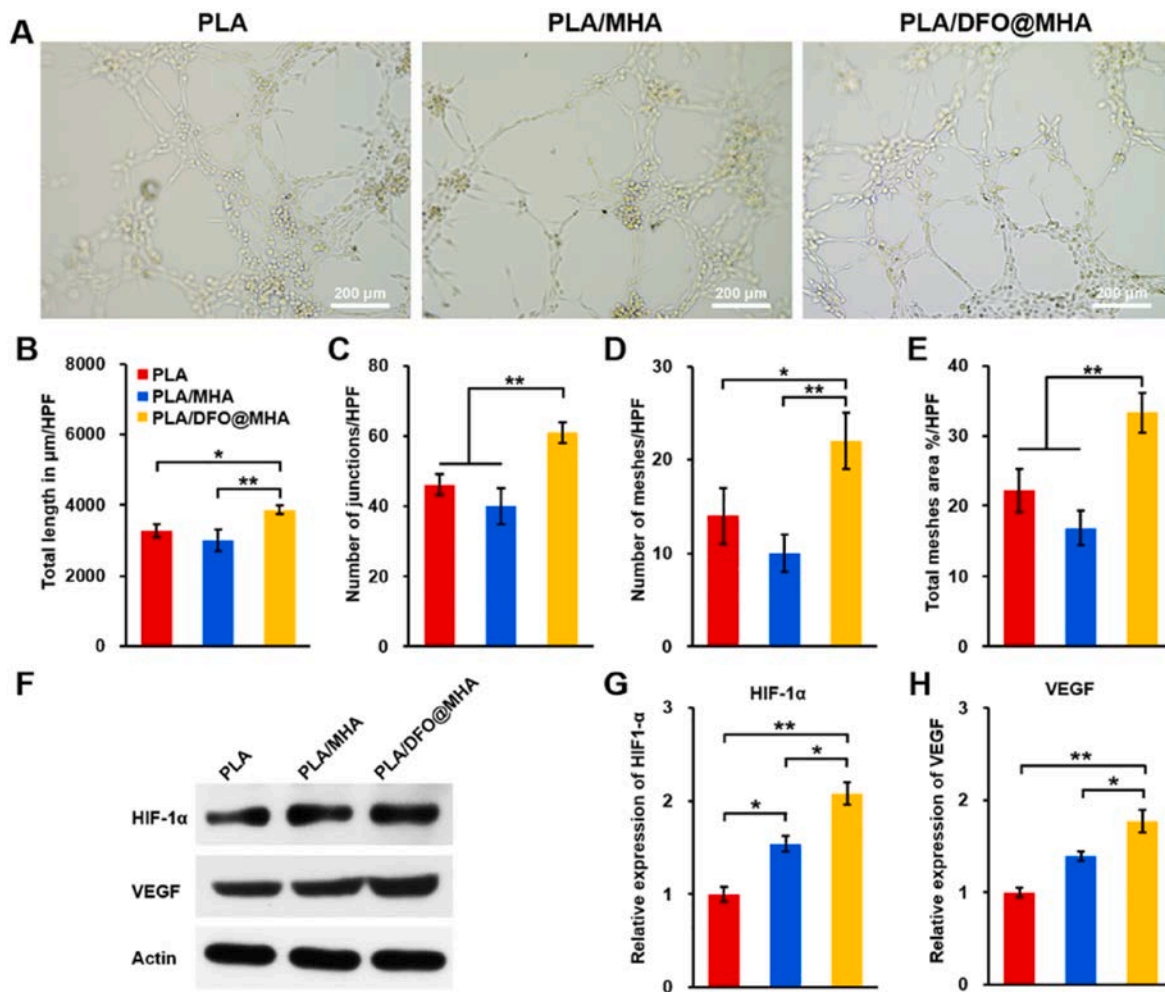 PLA PLA/MHA PLA/DFO@MHA
A
200 µm 200 µm 200 µm
B
Total length in µm/HPF
8000
6000
4000
2000
0
PLA
PLA/MHA
PLA/DFO@MHA
*
**
C
Number of junctions/HPF
80
60
40
20
0
**
D
Number of meshes/HPF
30
20
10
0
*
**
E
Total meshes area %/HPF
40
30
20
10
0
**
F
PLA PLA/MHA PLA/DFO@MHA
HIF-1α
VEGF
Actin
G
HIF-1α
Relative expression of HIF1-α
3
2
1
0
**
*
*
H
VEGF
Relative expression of VEGF
3
2
1
0
**
*